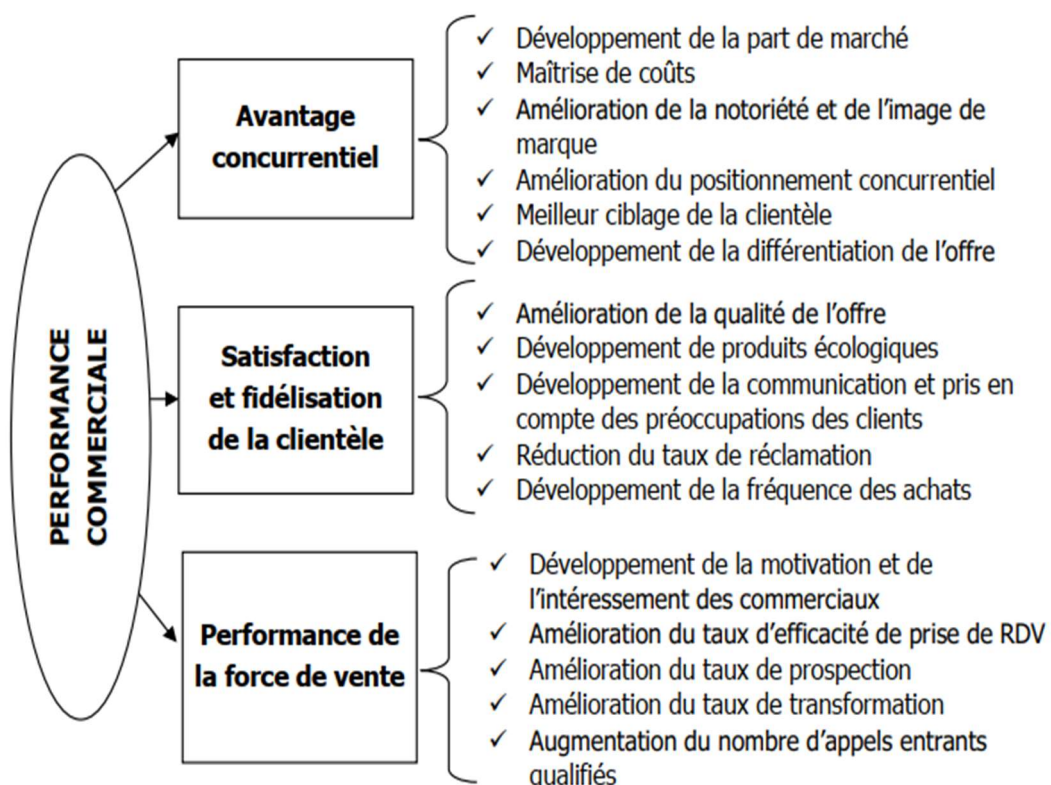 PERFORMANCE
COMMERCIALE
Avantage
concurrentiel
✓ Développement de la part de marché
✓ Maîtrise de coûts
✓ Amélioration de la notoriété et de l'image de
marque
✓ Amélioration du positionnement concurrentiel
✓ Meilleur ciblage de la clientèle
✓ Développement de la différentiation de l'offre
Satisfaction
et fidélisation
de la clientèle
✓ Amélioration de la qualité de l'offre
✓ Développement de produits écologiques
✓ Développement de la communication et pris en
compte des préoccupations des clients
✓ Réduction du taux de réclamation
✓ Développement de la fréquence des achats
Performance de
la force de vente
✓ Développement de la motivation et de
l'intéressement des commerciaux
✓ Amélioration du taux d'efficacité de prise de RDV
✓ Amélioration du taux de prospection
✓ Amélioration du taux de transformation
✓ Augmentation du nombre d'appels entrants
qualifiés